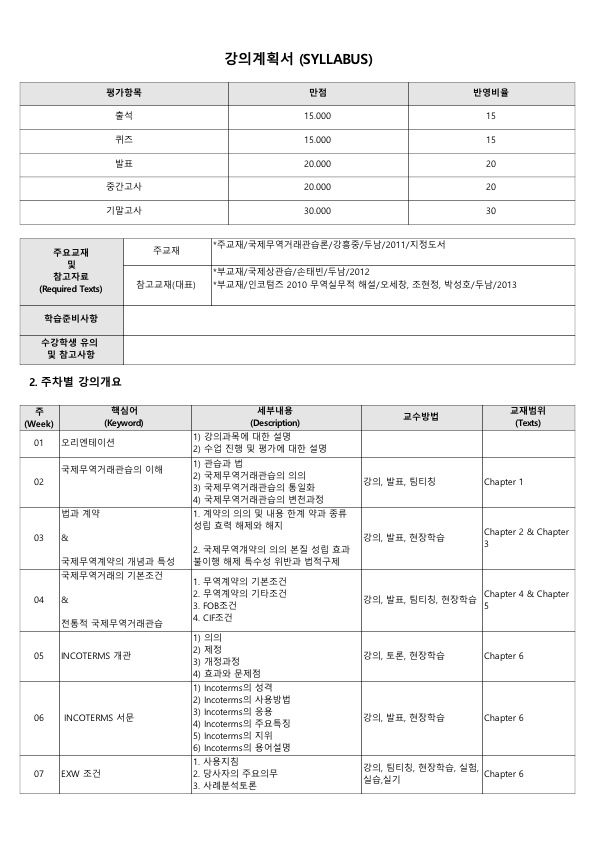 강의계획서 (SYLLABUS)
평가항목 만점 반영비율
출석 15.000 15
퀴즈 15.000 15
발표 20.000 20
중간고사 20.000 20
기말고사 30.000 30
주요교재
및
참고자료
(Required Texts)
주교재
*주교재/국제무역거래관습론/강흥중/두남/2011/지정도서
참고교재(대표)
*부교재/국제상관습/손태빈/두남/2012
*부교재/인코텀즈 2010 무역실무적 해설/오세창, 조현정, 박성호/두남/2013
학습준비사항
수강학생 유의
및 참고사항
2. 주차별 강의개요
주
(Week)
핵심어
(Keyword)
세부내용
(Description)
교수방법
교재범위
(Texts)
01
오리엔테이션
1) 강의과목에 대한 설명
2) 수업 진행 및 평가에 대한 설명
02
국제무역거래관습의 이해
1) 관습과 법
2) 국제무역거래관습의 의의
3) 국제무역거래관습의 통일화
4) 국제무역거래관습의 변천과정
강의, 발표, 팀티칭
Chapter 1
03
법과 계약
&
국제무역계약의 개념과 특성
1. 계약의 의의 및 내용 한계 약과 종류
성립 효력 해제와 해지
2. 국제무역걔약의 의의 본질 성립 효과
불이행 해제 특수성 위반과 법적구제
강의, 발표, 현장학습
Chapter 2 & Chapter
3
04
국제무역거래의 기본조건
&
전통적 국제무역거래관습
1. 무역계약의 기본조건
2. 무역계약의 기타조건
3. FOB조건
4. CIF조건
강의, 발표, 팀티칭, 현장학습
Chapter 4 & Chapter
5
05
INCOTERMS 개관
1) 의의
2) 제정
3) 개정과정
4) 효과와 문제점
강의, 토론, 현장학습
Chapter 6
06
INCOTERMS 서문
1) Incoterms의 성격
2) Incoterms의 사용방법
3) Incoterms의 응용
4) Incoterms의 주요특징
5) Incoterms의 지위
6) Incoterms의 용어설명
강의, 발표, 현장학습
Chapter 6
07
EXW 조건
1. 사용지침
2. 당사자의 주요의무
3. 사례분석토론
강의, 팀티칭, 현장학습, 실험,
실습,실기
Chapter 6